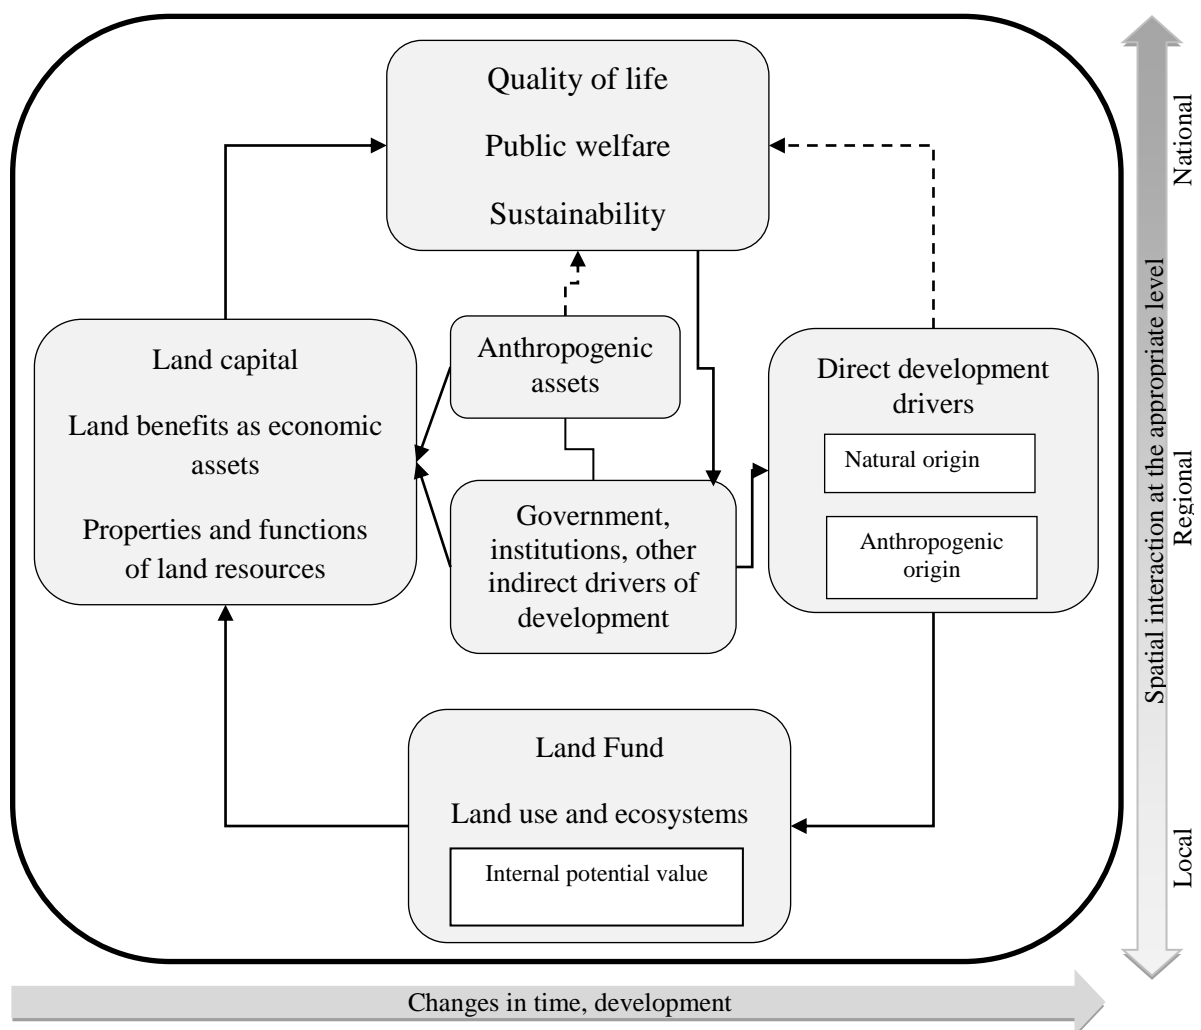 Quality of life
Public welfare
Sustainability
Land capital
Land benefits as economic
assets
Properties and functions
of land resources
Anthropogenic
assets
Government,
institutions, other
indirect drivers of
development
Direct development
drivers
Natural origin
Anthropogenic
origin
Land Fund
Land use and ecosystems
Internal potential value
National
Regional
Local
Spatial interaction at the appropriate level
Changes in time, development